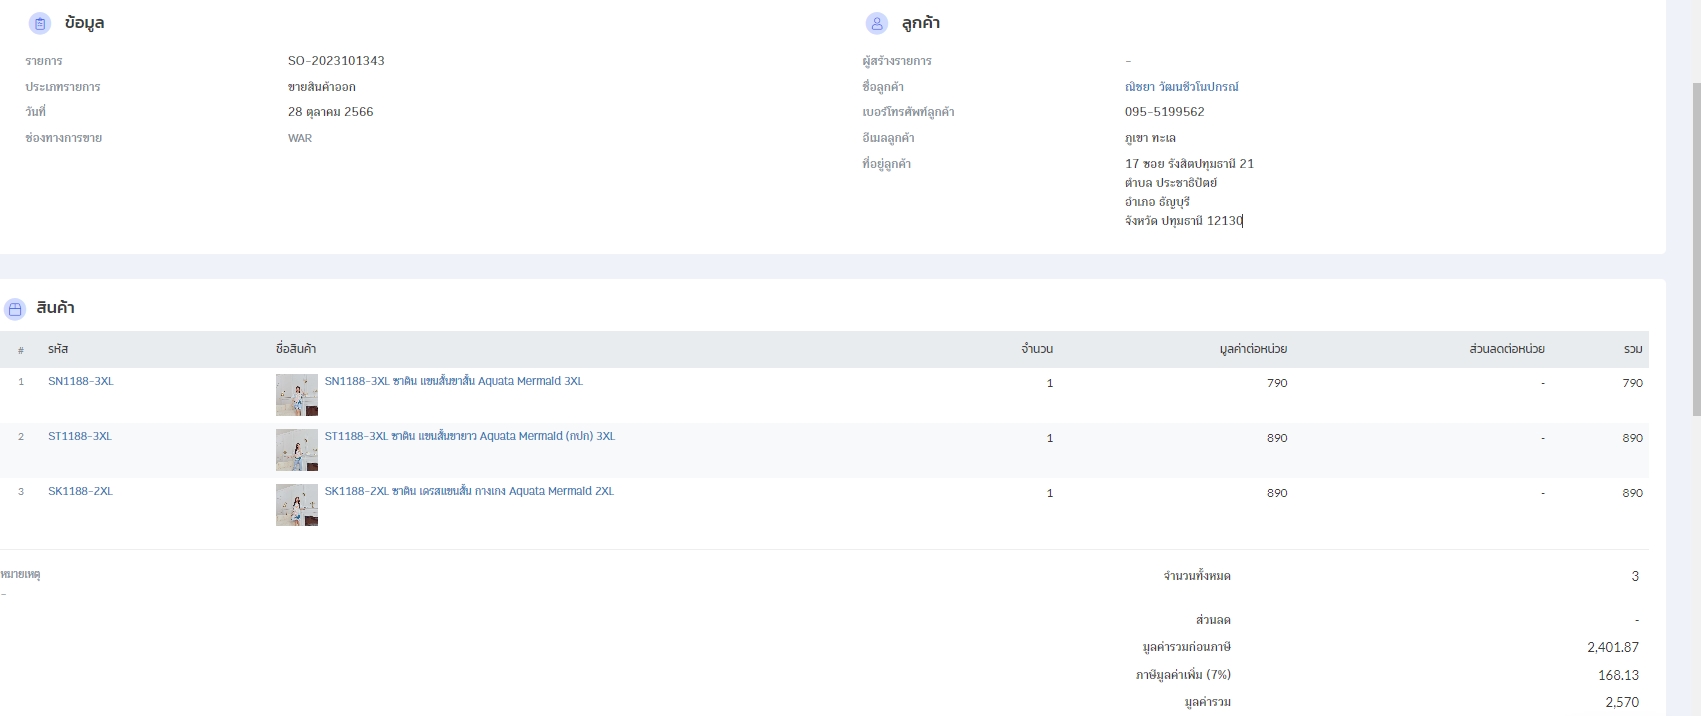 ข้อมูล
รายการ SO-2023101343
ประเภทรายการ ขายสินค้าออก
วันที่ 28 ตุลาคม 2566
ช่องทางการขาย WAR
ลูกค้า
ผู้สร้างรายการ -
ชื่อลูกค้า ณิชยา วัฒนชีวโนปกรณ์
เบอร์โทรศัพท์ลูกค้า 095-5199562
อีเมลลูกค้า ภูเขา ทะเล
ที่อยู่ลูกค้า 17 ซอย รังสิตปทุมธานี 21
ตำบล ประชาธิปัตย์
อำเภอ ธัญบุรี
จังหวัด ปทุมธานี 12130
สินค้า
# รหัส ชื่อสินค้า จำนวน มูลค่าต่อหน่วย ส่วนลดต่อหน่วย รวม
1 SN1188-3XL SN1188-3XL ซาติน แขนสั้นขาสั้น Aquata Mermaid 3XL 1 790 - 790
2 ST1188-3XL ST1188-3XL ซาติน แขนสั้นขายาว Aquata Mermaid (กปก) 3XL 1 890 - 890
3 SK1188-2XL SK1188-2XL ซาติน เดรสแขนสั้น กางเกง Aquata Mermaid 2XL 1 890 - 890
หมายเหตุ
-
จำนวนทั้งหมด 3
ส่วนลด -
มูลค่ารวมก่อนภาษี 2,401.87
ภาษีมูลค่าเพิ่ม (7%) 168.13
มูลค่ารวม 2,570